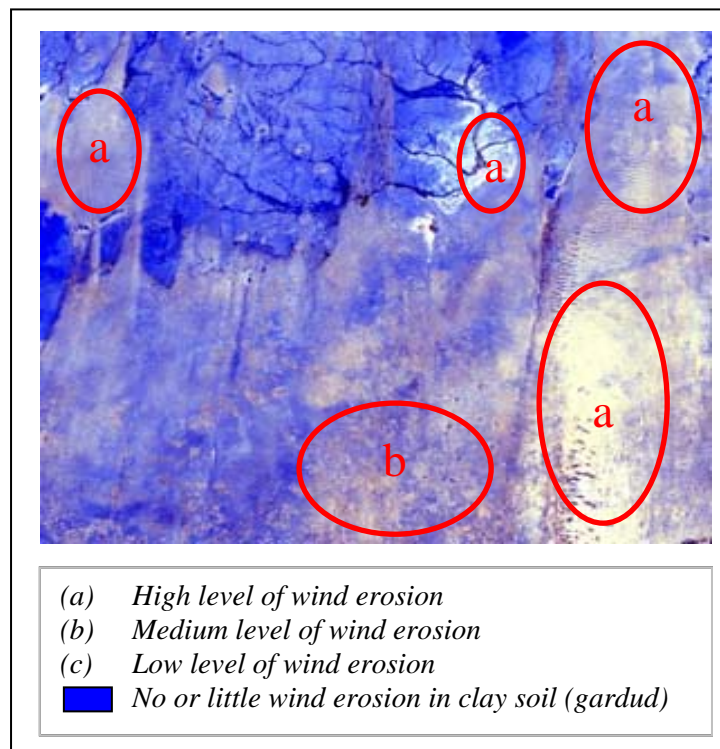 a
a
a
a
b
(a) High level of wind erosion
(b) Medium level of wind erosion
(c) Low level of wind erosion
No or little wind erosion in clay soil (gardud)